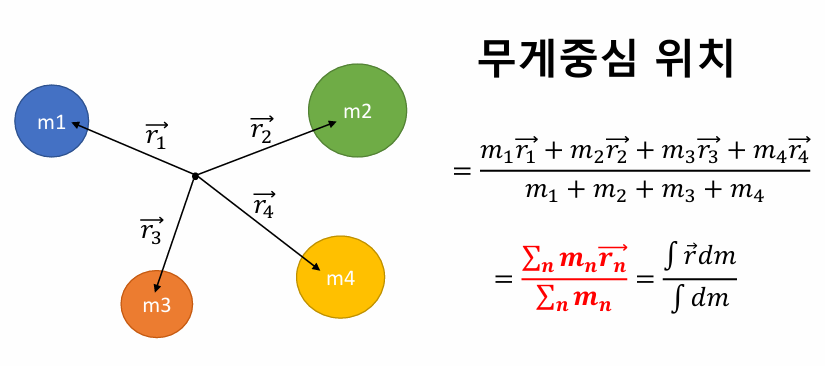 무게중심 위치
m1
m2
m3
m4
$\overrightarrow{r_1}$
$\overrightarrow{r_2}$
$\overrightarrow{r_3}$
$\overrightarrow{r_4}$
$= \frac{m_1\overrightarrow{r_1} + m_2\overrightarrow{r_2} + m_3\overrightarrow{r_3} + m_4\overrightarrow{r_4}}{m_1 + m_2 + m_3 + m_4}$
$= \frac{\sum_n m_n\overrightarrow{r_n}}{\sum_n m_n} = \frac{\int \vec{r} dm}{\int dm}$